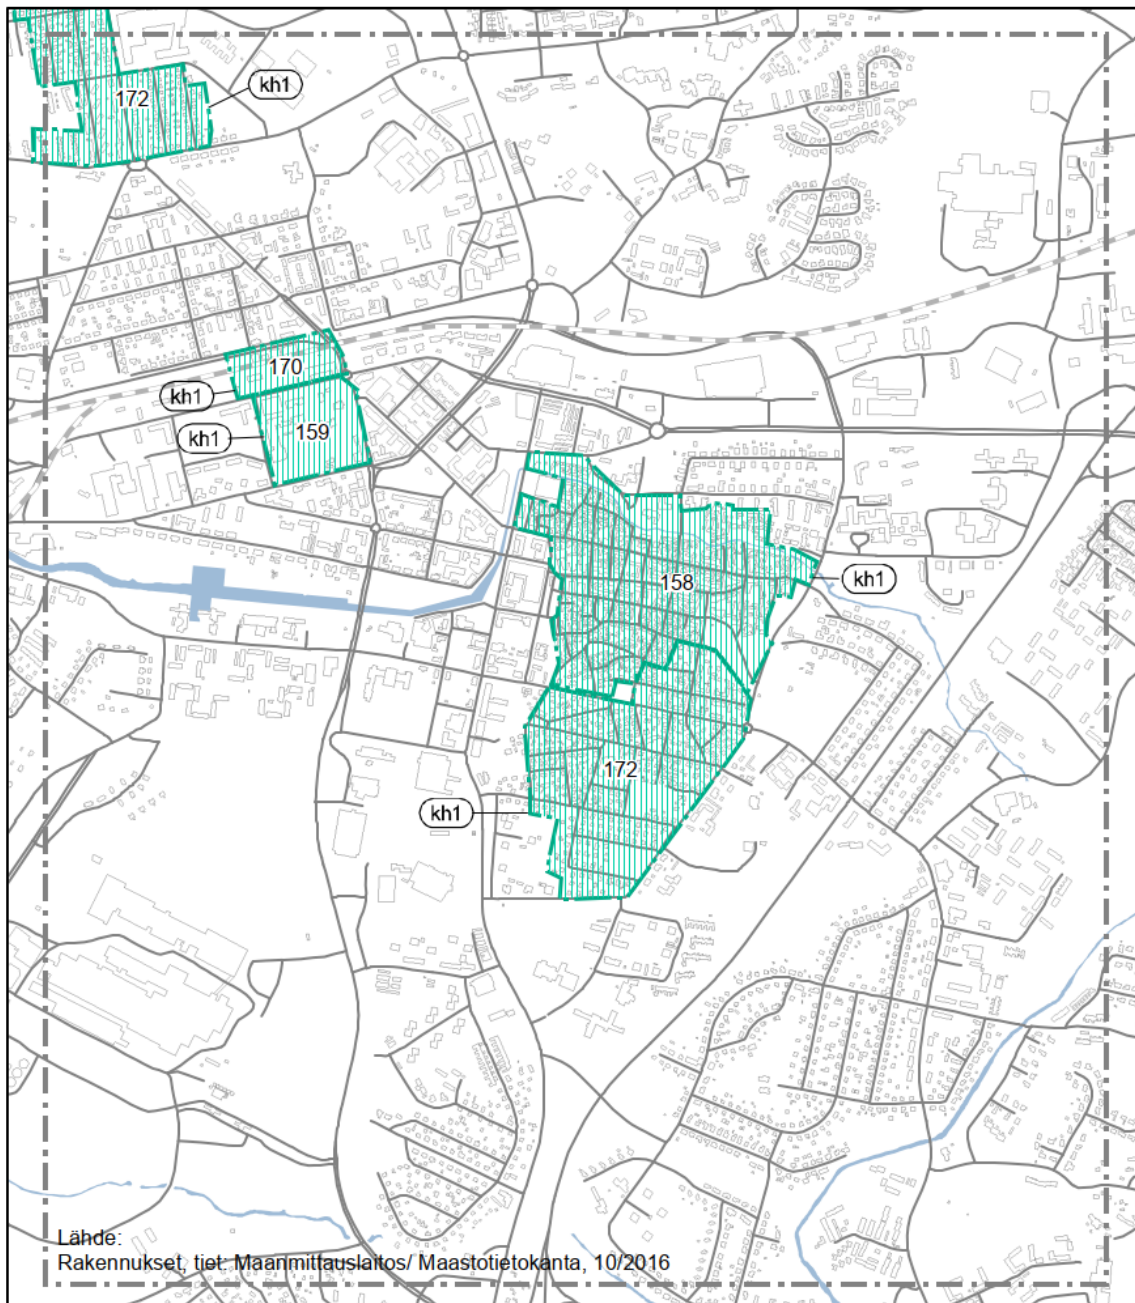 kh1
172
170
kh1
159
kh1
158
kh1
172
kh1
Lähde:
Rakennukset, tiet: Maanmittauslaitos/ Maastotietokanta, 10/2016